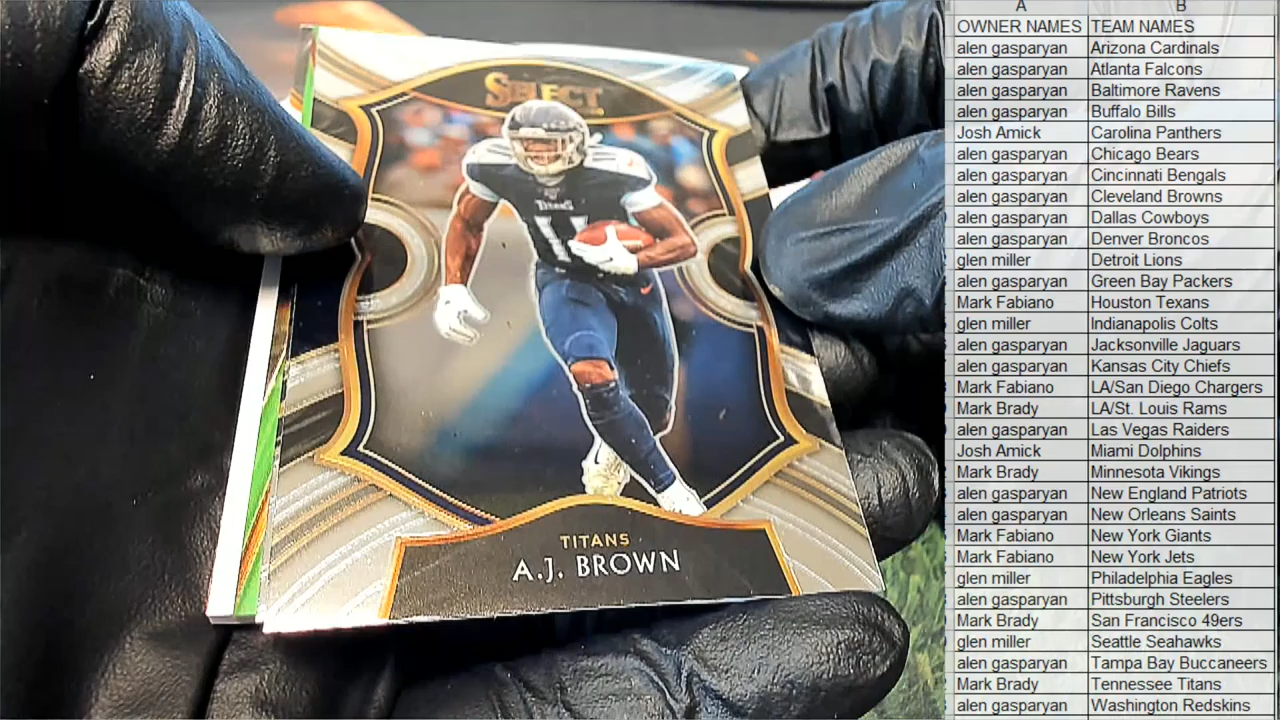 SELECT
TITANS
11
TITANS
A.J. BROWN
A B
OWNER NAMES TEAM NAMES
alen gasparyan Arizona Cardinals
alen gasparyan Atlanta Falcons
alen gasparyan Baltimore Ravens
alen gasparyan Buffalo Bills
Josh Amick Carolina Panthers
alen gasparyan Chicago Bears
alen gasparyan Cincinnati Bengals
alen gasparyan Cleveland Browns
alen gasparyan Dallas Cowboys
alen gasparyan Denver Broncos
glen miller Detroit Lions
alen gasparyan Green Bay Packers
Mark Fabiano Houston Texans
glen miller Indianapolis Colts
alen gasparyan Jacksonville Jaguars
alen gasparyan Kansas City Chiefs
Mark Fabiano LA/San Diego Chargers
Mark Brady LA/St. Louis Rams
alen gasparyan Las Vegas Raiders
Josh Amick Miami Dolphins
Mark Brady Minnesota Vikings
alen gasparyan New England Patriots
alen gasparyan New Orleans Saints
Mark Fabiano New York Giants
Mark Fabiano New York Jets
glen miller Philadelphia Eagles
alen gasparyan Pittsburgh Steelers
Mark Brady San Francisco 49ers
glen miller Seattle Seahawks
alen gasparyan Tampa Bay Buccaneers
Mark Brady Tennessee Titans
alen gasparyan Washington Redskins